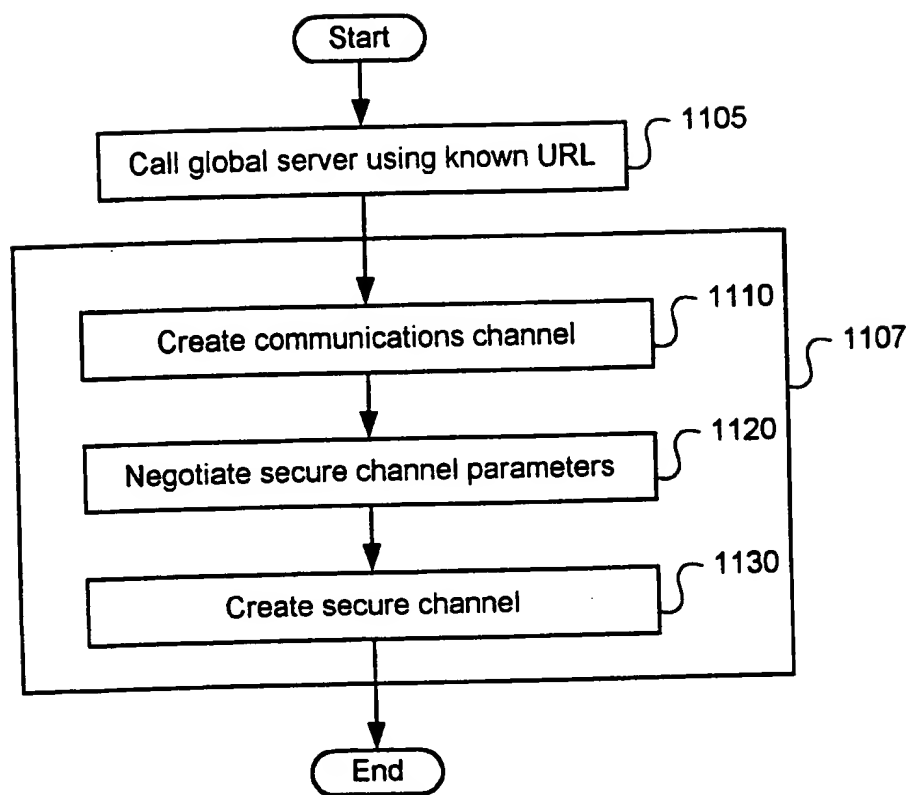 Start
Call global server using known URL
1105
Create communications channel
1110
1107
Negotiate secure channel parameters
1120
Create secure channel
1130
End